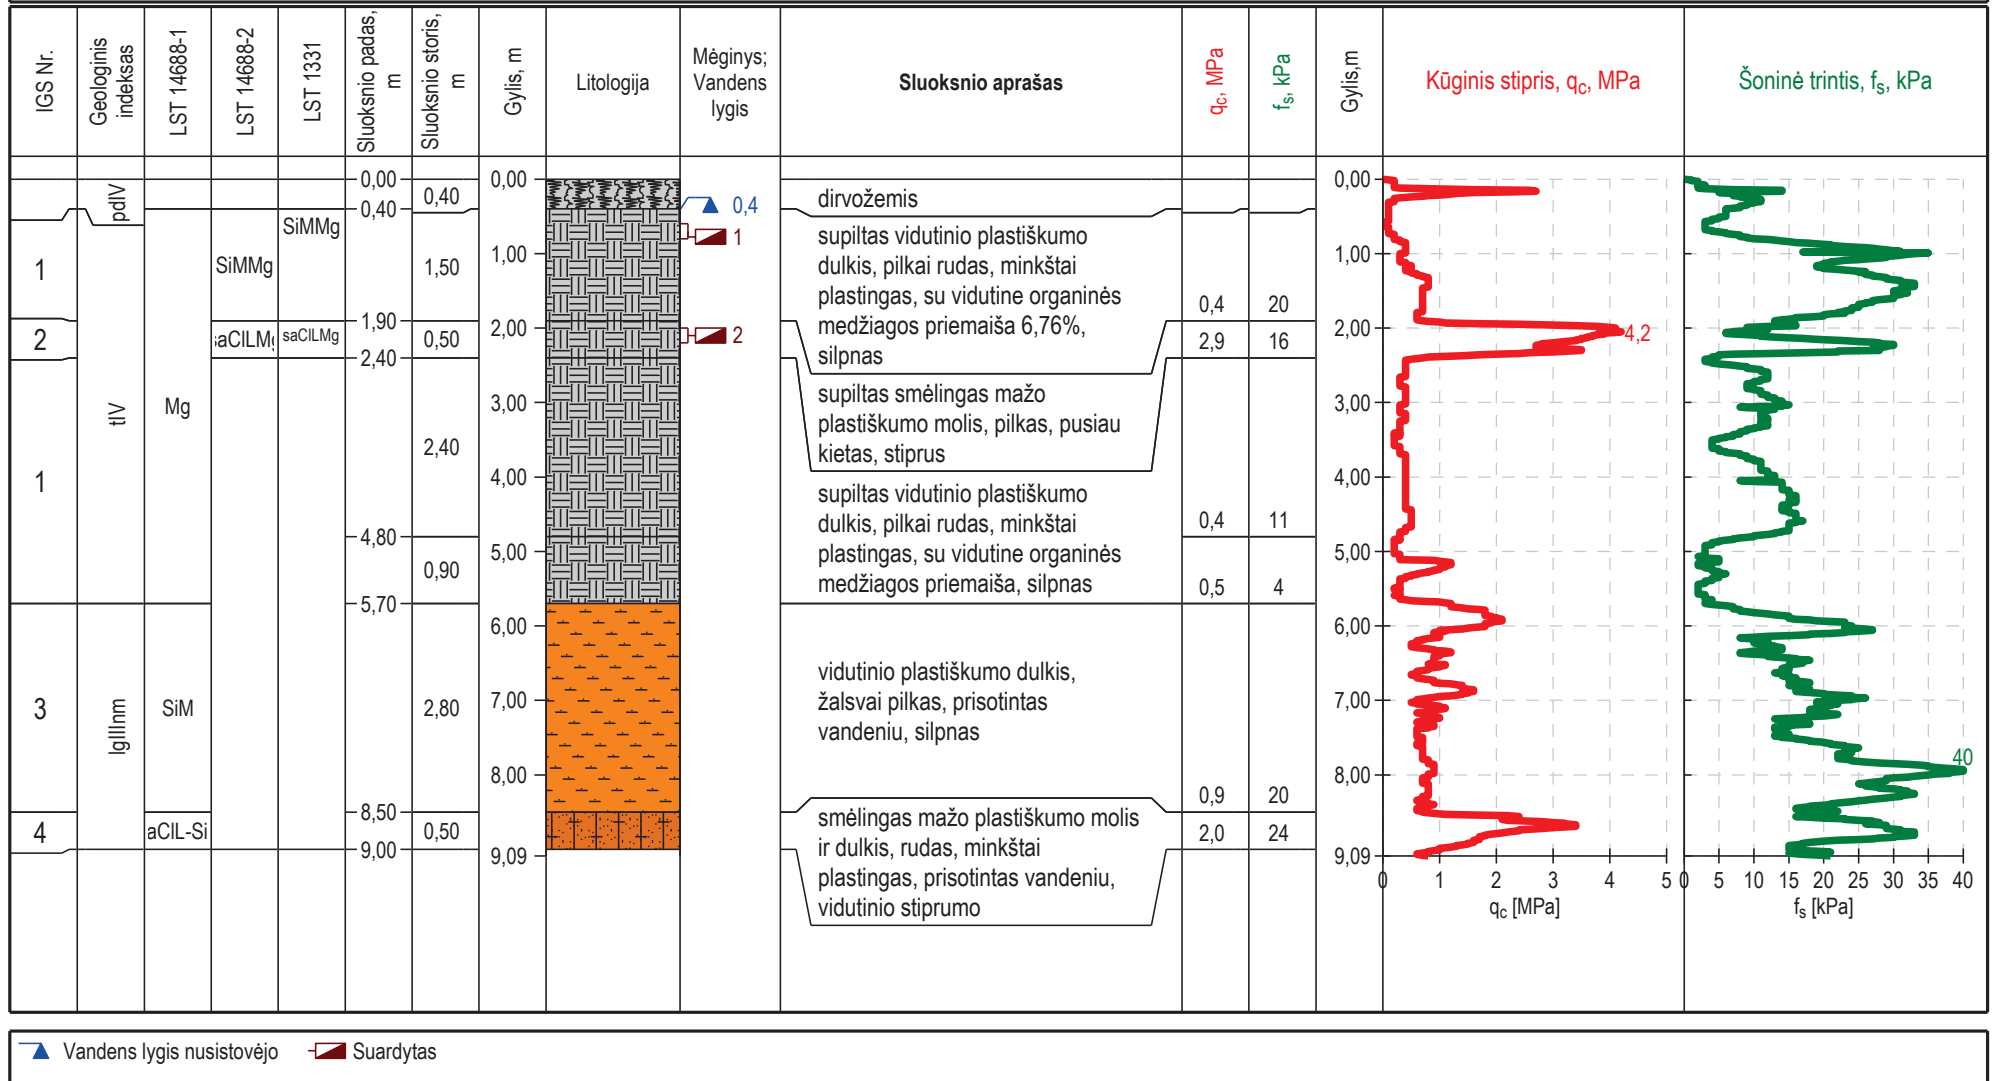 IGS Nr.
Geologinis indeksas
LST 14688-1
LST 14688-2
LST 1331
Sluoksnio padas, m
Sluoksnio storis, m
Gylis, m
Litologija
Mėginys;
Vandens
lygis
Sluoksnio aprašas
qc, MPa
fs, kPa
Gylis,m
Kūginis stipris, qc, MPa
Šoninė trintis, fs, kPa
1
2
1
3
4
pdIV
tIV
lgIIInm
Mg
SiM
aClL-Si
SiMMg
saClLMg
SiMMg
saClLMg
0,00
0,40
1,90
2,40
4,80
5,70
8,50
9,00
0,40
1,50
0,50
2,40
0,90
2,80
0,50
0,00
1,00
2,00
3,00
4,00
5,00
6,00
7,00
8,00
9,09
0,4
1
2
dirvožemis
supiltas vidutinio plastiškumo
dulkis, pilkai rudas, minkštai
plastingas, su vidutine organinės
medžiagos priemaiša 6,76%,
silpnas
supiltas smėlingas mažo
plastiškumo molis, pilkas, pusiau
kietas, stiprus
supiltas vidutinio plastiškumo
dulkis, pilkai rudas, minkštai
plastingas, su vidutine organinės
medžiagos priemaiša, silpnas
vidutinio plastiškumo dulkis,
žalsvai pilkas, prisotintas
vandeniu, silpnas
smėlingas mažo plastiškumo molis
ir dulkis, rudas, minkštai
plastingas, prisotintas vandeniu,
vidutinio stiprumo
0,4 20
2,9 16
0,4 11
0,5 4
0,9 20
2,0 24
0,00
1,00
2,00
3,00
4,00
5,00
6,00
7,00
8,00
9,09
4,2
0 1 2 3 4 5
qc [MPa]
40
0 5 10 15 20 25 30 35 40
fs [kPa]
Vandens lygis nusistovėjo
Suardytas